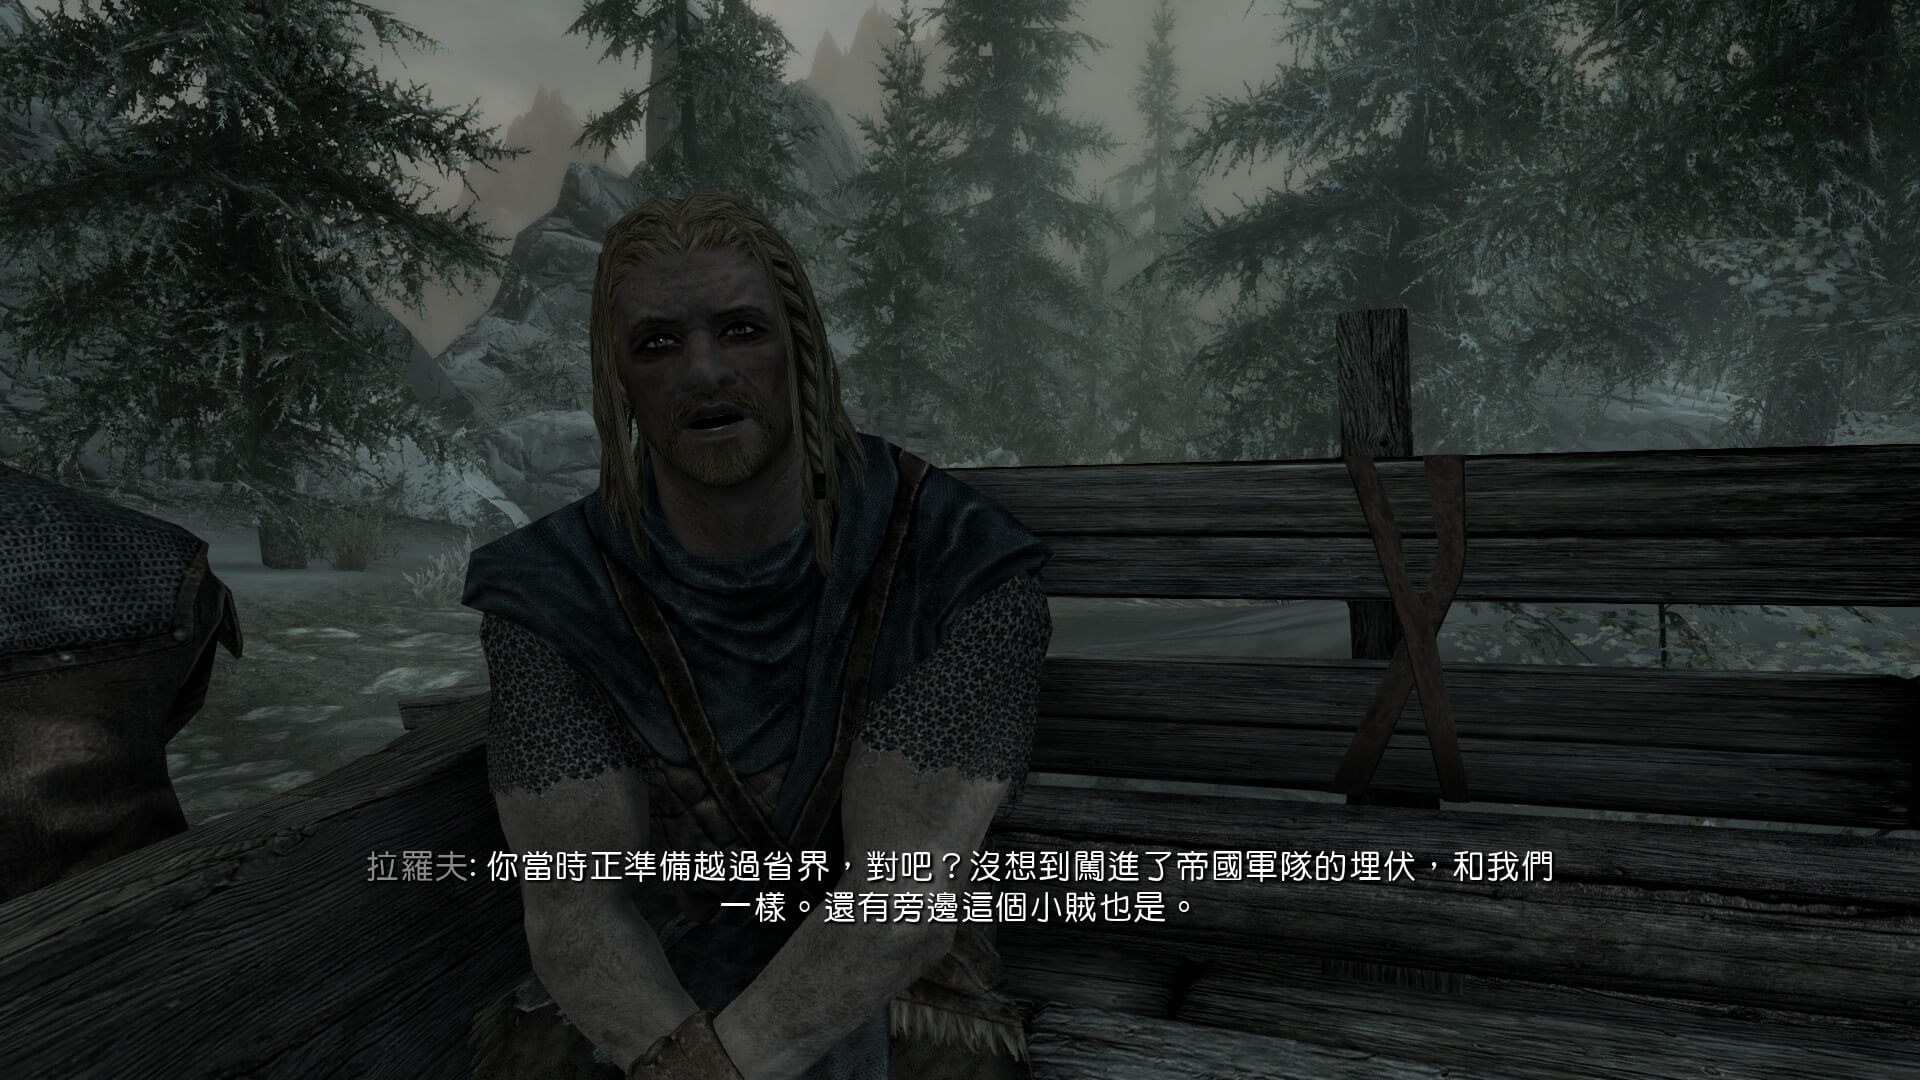 拉羅夫: 你當時正準備越過省界，對吧？沒想到闖進了帝國軍隊的埋伏，和我們
一樣。還有旁邊這個小賊也是。